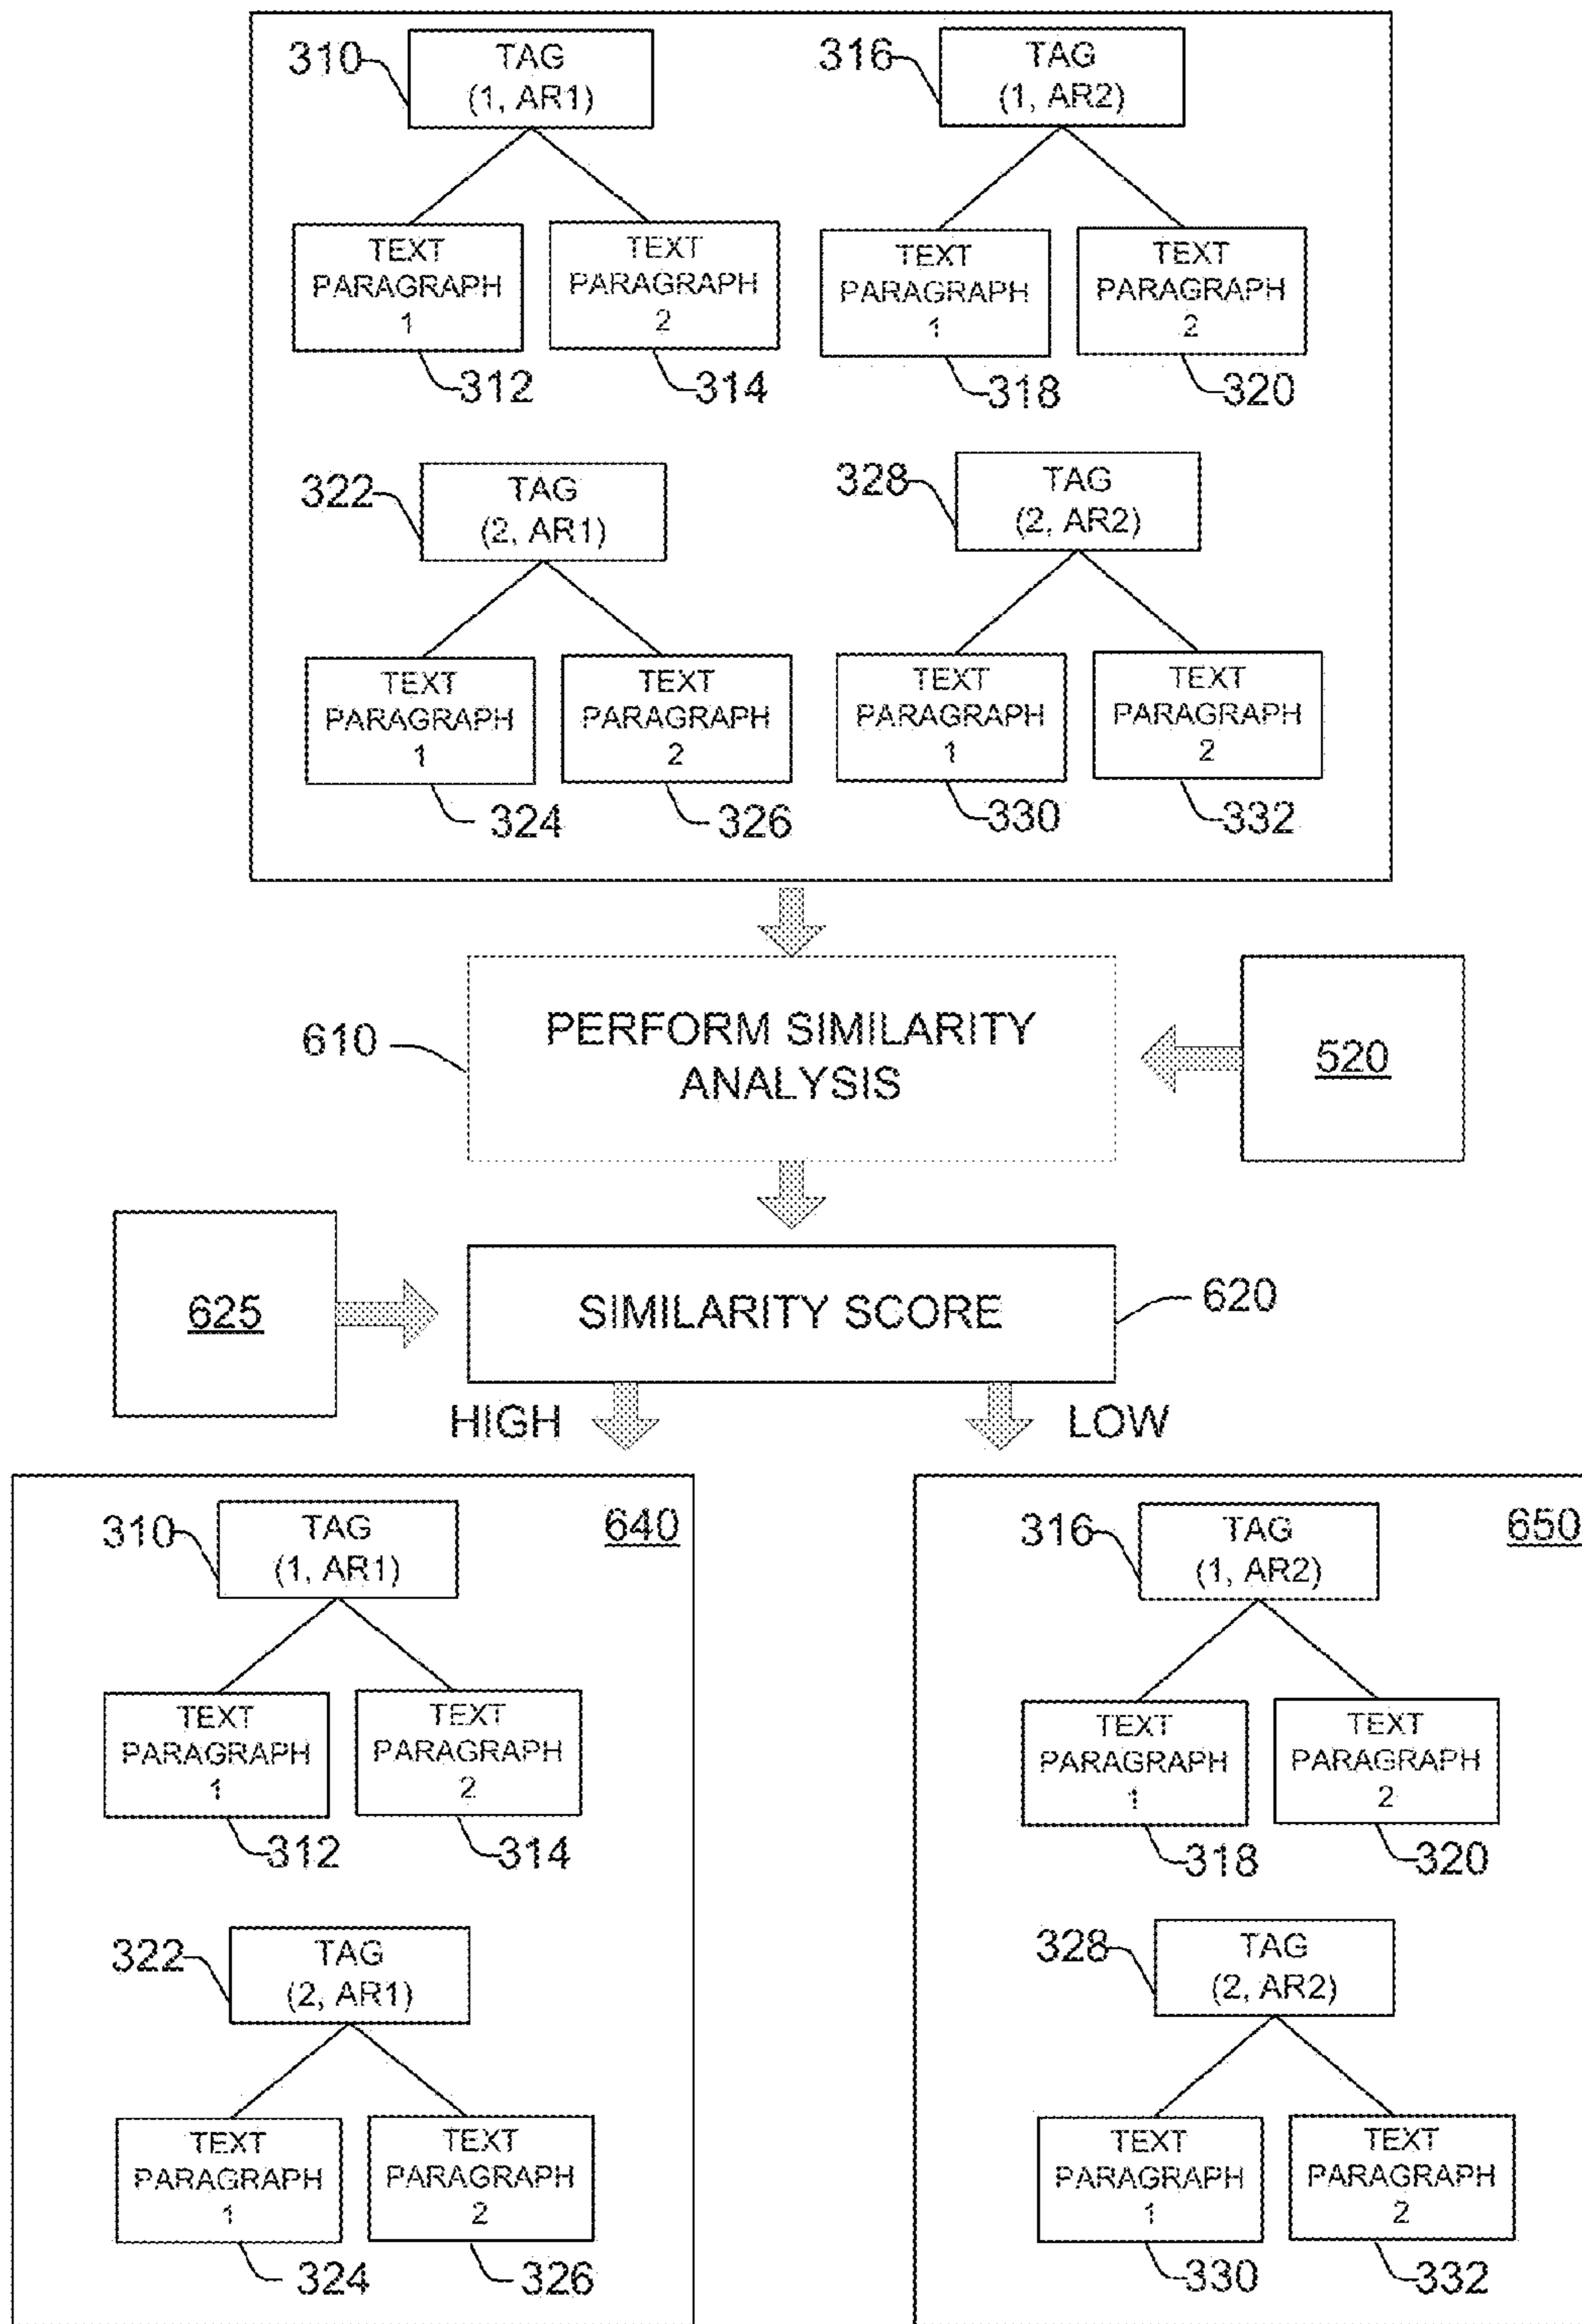 310
TAG
(1, AR1)
316
TAG
(1, AR2)
TEXT
PARAGRAPH
1
312
TEXT
PARAGRAPH
2
314
TEXT
PARAGRAPH
1
318
TEXT
PARAGRAPH
2
320
322
TAG
(2, AR1)
328
TAG
(2, AR2)
TEXT
PARAGRAPH
1
324
TEXT
PARAGRAPH
2
326
TEXT
PARAGRAPH
1
330
TEXT
PARAGRAPH
2
332
610
PERFORM SIMILARITY
ANALYSIS
520
625
SIMILARITY SCORE
620
HIGH
LOW
640
310
TAG
(1, AR1)
TEXT
PARAGRAPH
1
312
TEXT
PARAGRAPH
2
314
322
TAG
(2, AR1)
TEXT
PARAGRAPH
1
324
TEXT
PARAGRAPH
2
326
650
316
TAG
(1, AR2)
TEXT
PARAGRAPH
1
318
TEXT
PARAGRAPH
2
320
328
TAG
(2, AR2)
TEXT
PARAGRAPH
1
330
TEXT
PARAGRAPH
2
332